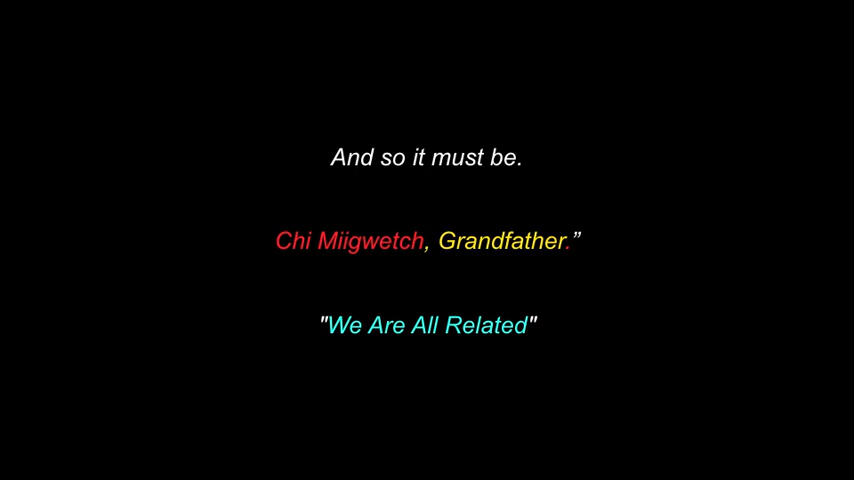 And so it must be.
Chi Miigwetch, Grandfather.”
"We Are All Related"